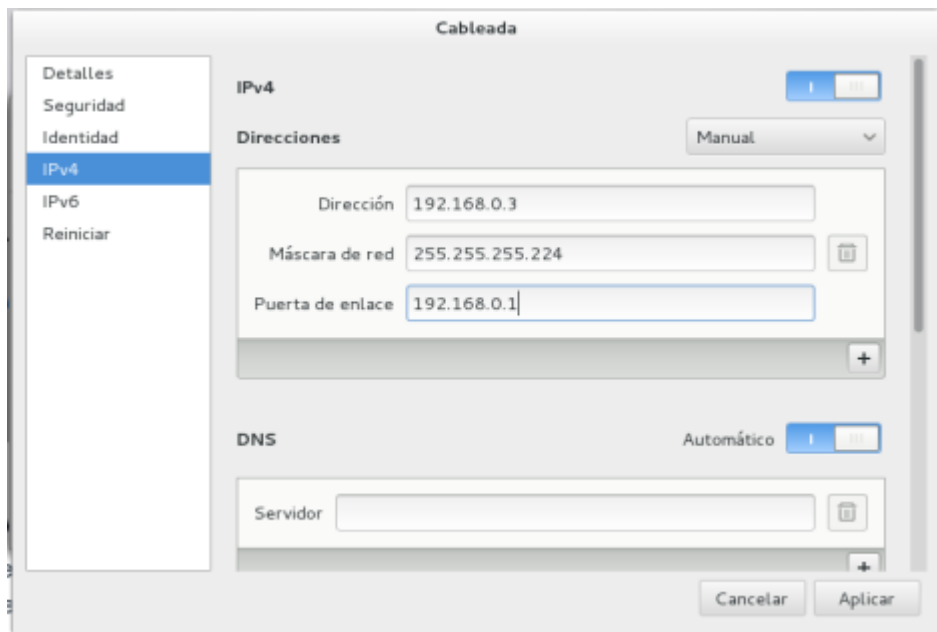 Cableada
Detalles
Seguridad
Identidad
IPv4
IPv6
Reiniciar
IPv4
Direcciones Manual
Dirección 192.168.0.3
Máscara de red 255.255.255.224
Puerta de enlace 192.168.0.1
+
DNS Automático
Servidor
+
Cancelar Aplicar